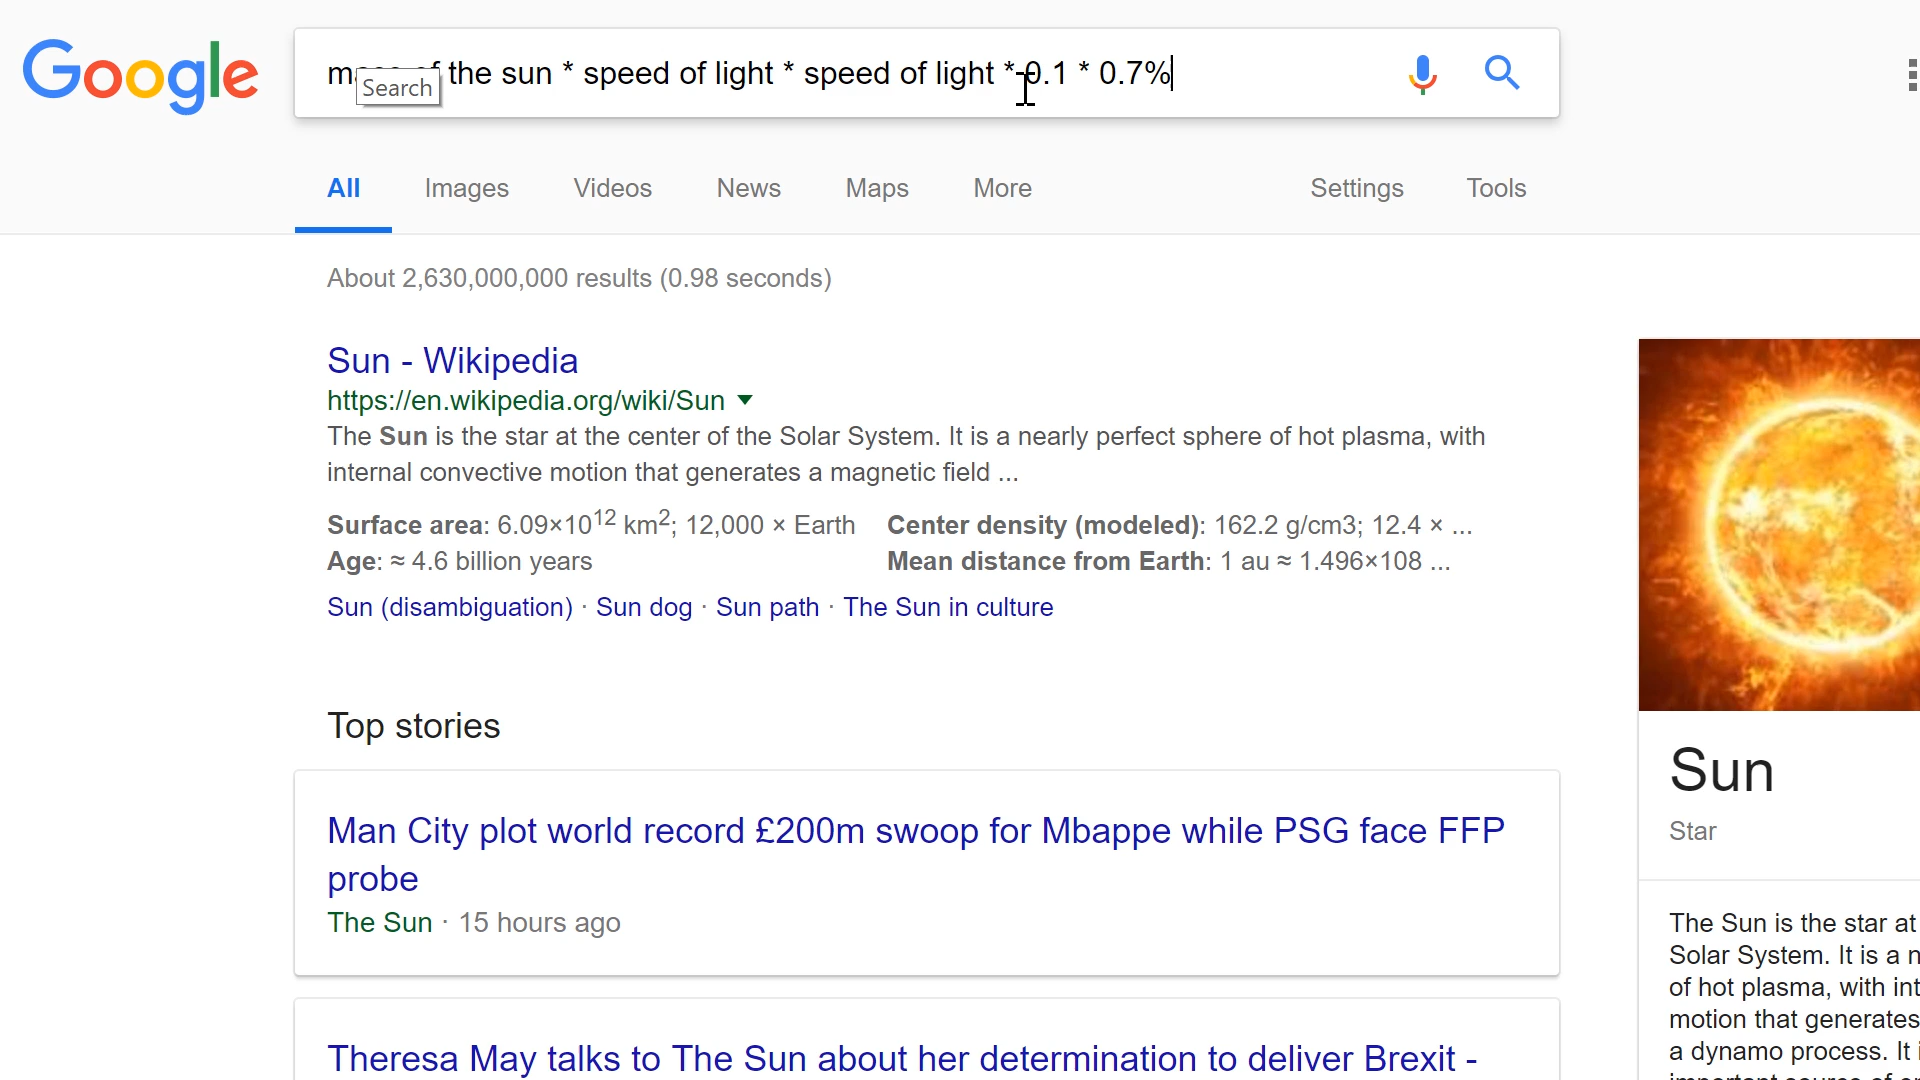 Google
the sun * speed of light * speed of light * 0.1 * 0.7%
Search
All Images Videos News Maps More Settings Tools
About 2,630,000,000 results (0.98 seconds)
Sun - Wikipedia
https://en.wikipedia.org/wiki/Sun
The Sun is the star at the center of the Solar System. It is a nearly perfect sphere of hot plasma, with
internal convective motion that generates a magnetic field ...
Surface area: 6.09×10¹² km²; 12,000 × Earth Center density (modeled): 162.2 g/cm3; 12.4 × ...
Age: ≈ 4.6 billion years Mean distance from Earth: 1 au ≈ 1.496×108 ...
Sun (disambiguation) · Sun dog · Sun path · The Sun in culture
Top stories
Man City plot world record £200m swoop for Mbappe while PSG face FFP
probe
The Sun · 15 hours ago
Theresa May talks to The Sun about her determination to deliver Brexit -
Sun
Star
The Sun is the star at
Solar System. It is a n
of hot plasma, with int
motion that generates
a dynamo process. It i